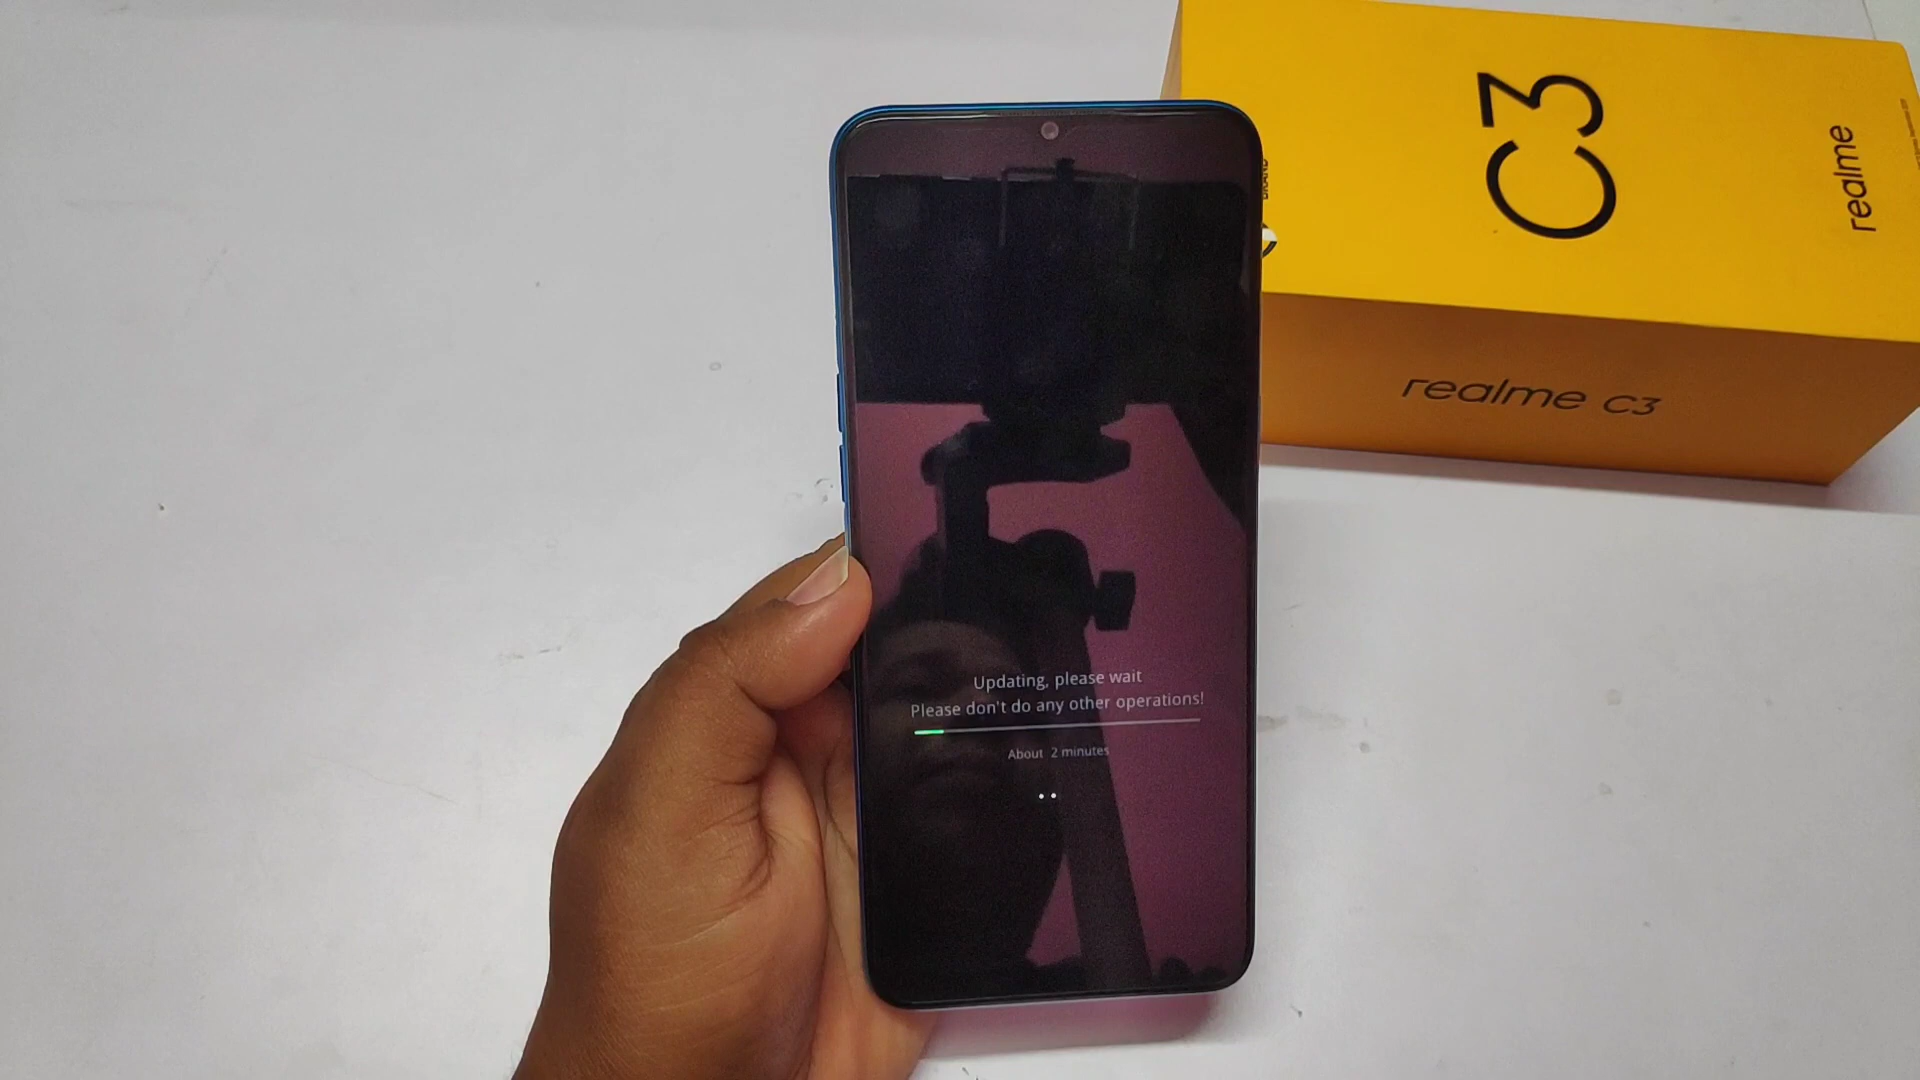 C3
realme
realme C3
Updating, please wait
Please don't do any other operations!
About 2 minutes